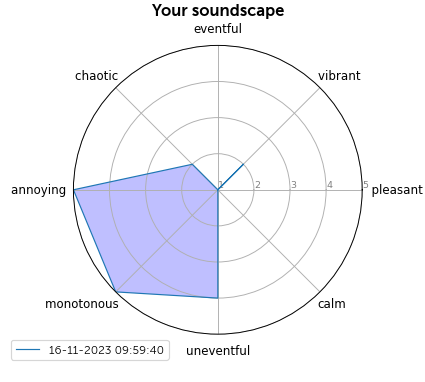 Your soundscape
eventful
chaotic
vibrant
annoying
1
2
3
4
5
pleasant
monotonous
calm
uneventful
16-11-2023 09:59:40